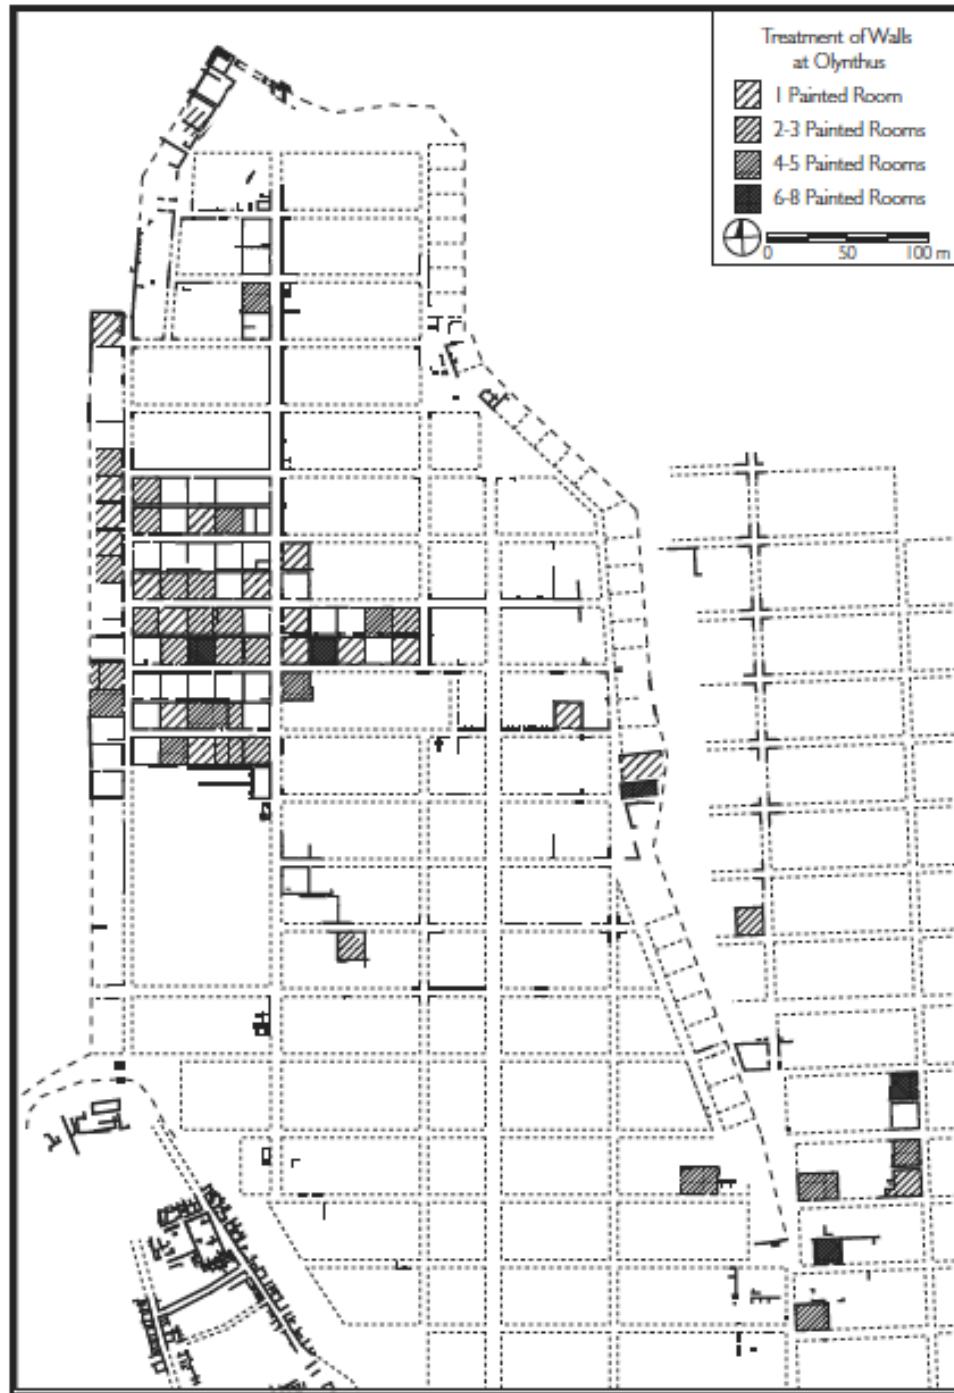 Treatment of Walls
at Olynthus
1 Painted Room
2-3 Painted Rooms
4-5 Painted Rooms
6-8 Painted Rooms
0 50 100 m